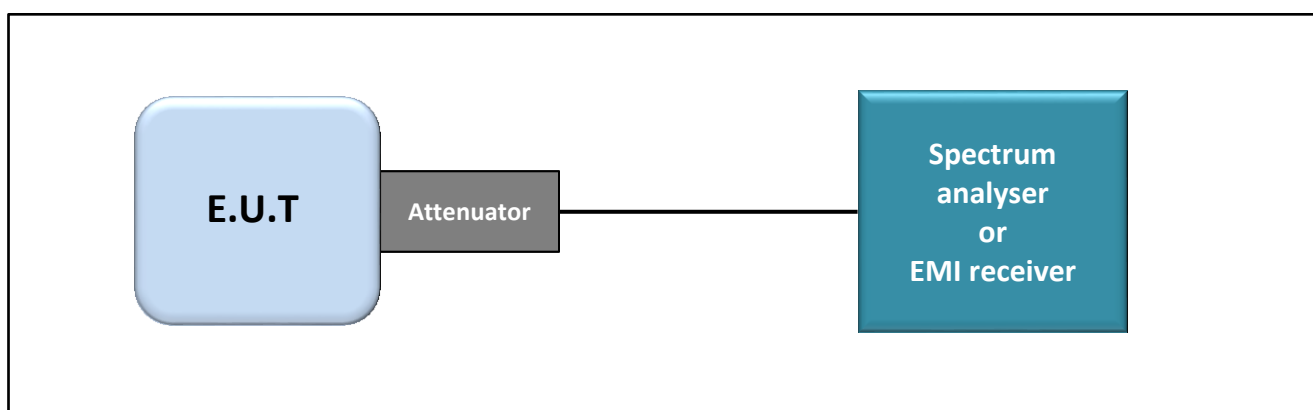 E.U.T
Attenuator
Spectrum
analyser
or
EMI receiver